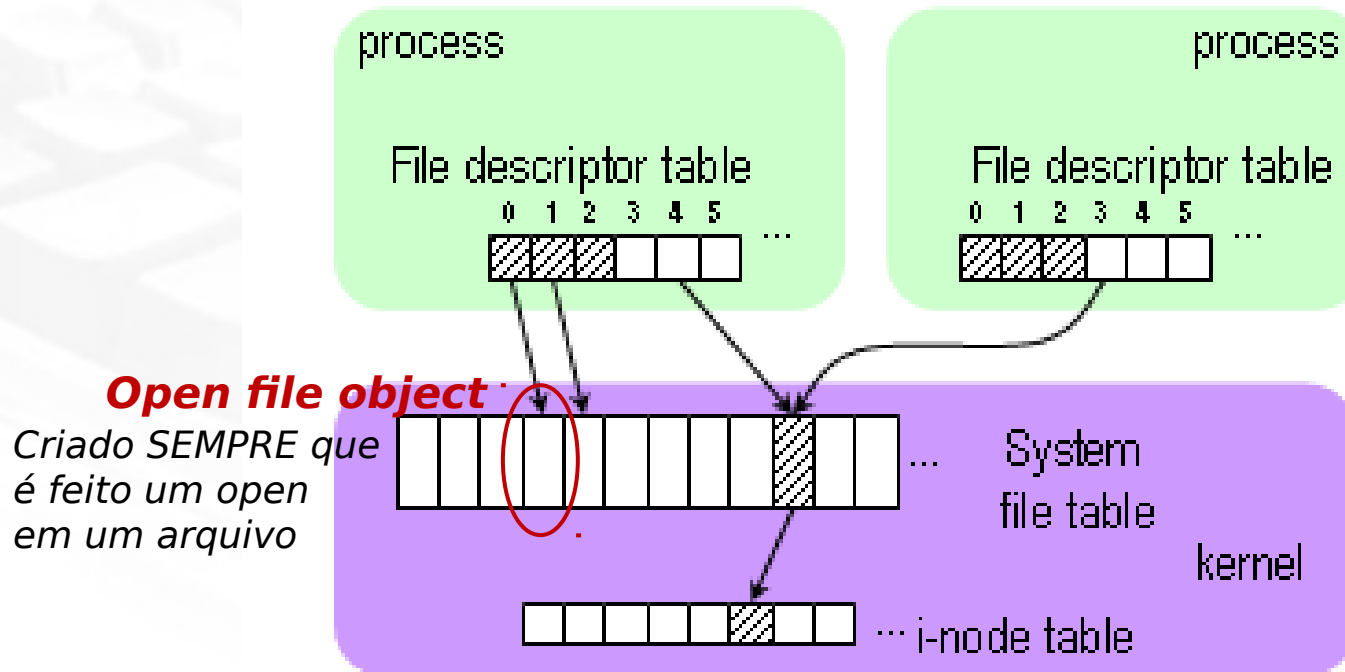 process
process
File descriptor table
File descriptor table
0 1 2 3 4 5
...
0 1 2 3 4 5
...
Open file object
Criado SEMPRE que
é feito um open
em um arquivo
...
System
file table
kernel
... i-node table